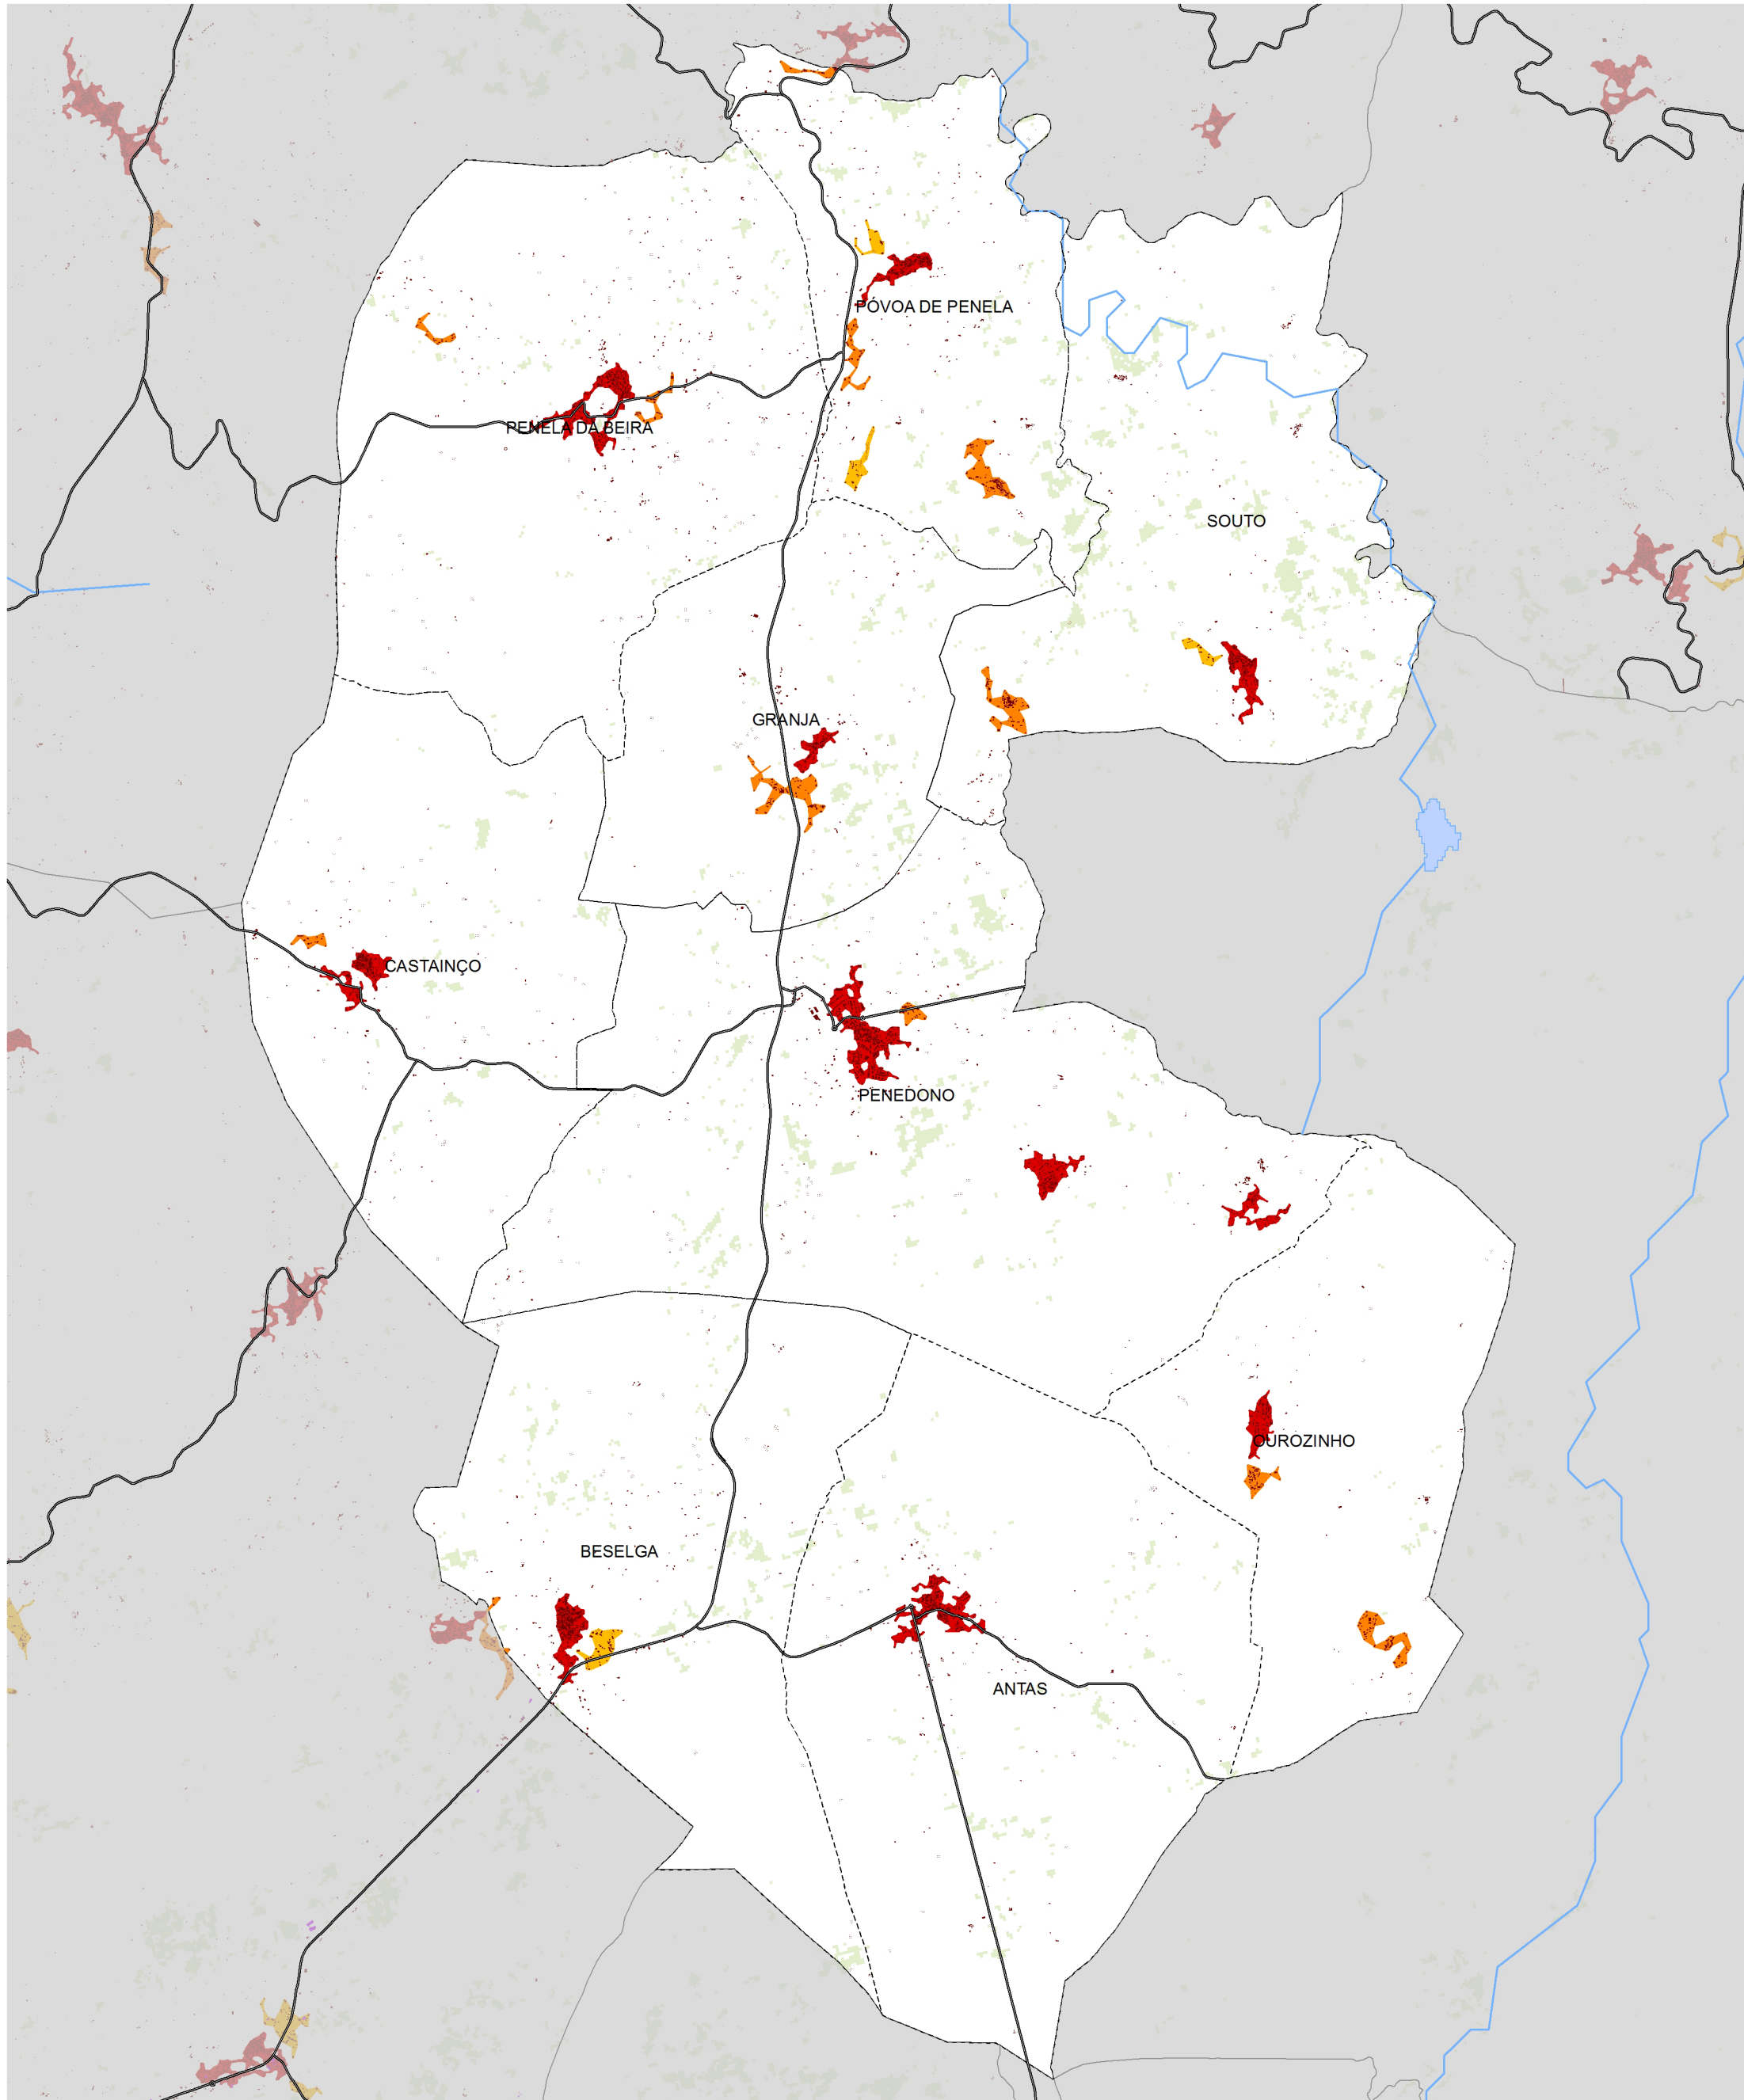 PÓVOA DE PENELA
PENELA DA BEIRA
SOUTO
GRANJA
CASTAINÇO
PENEDONO
OUROZINHO
BESELGA
ANTAS